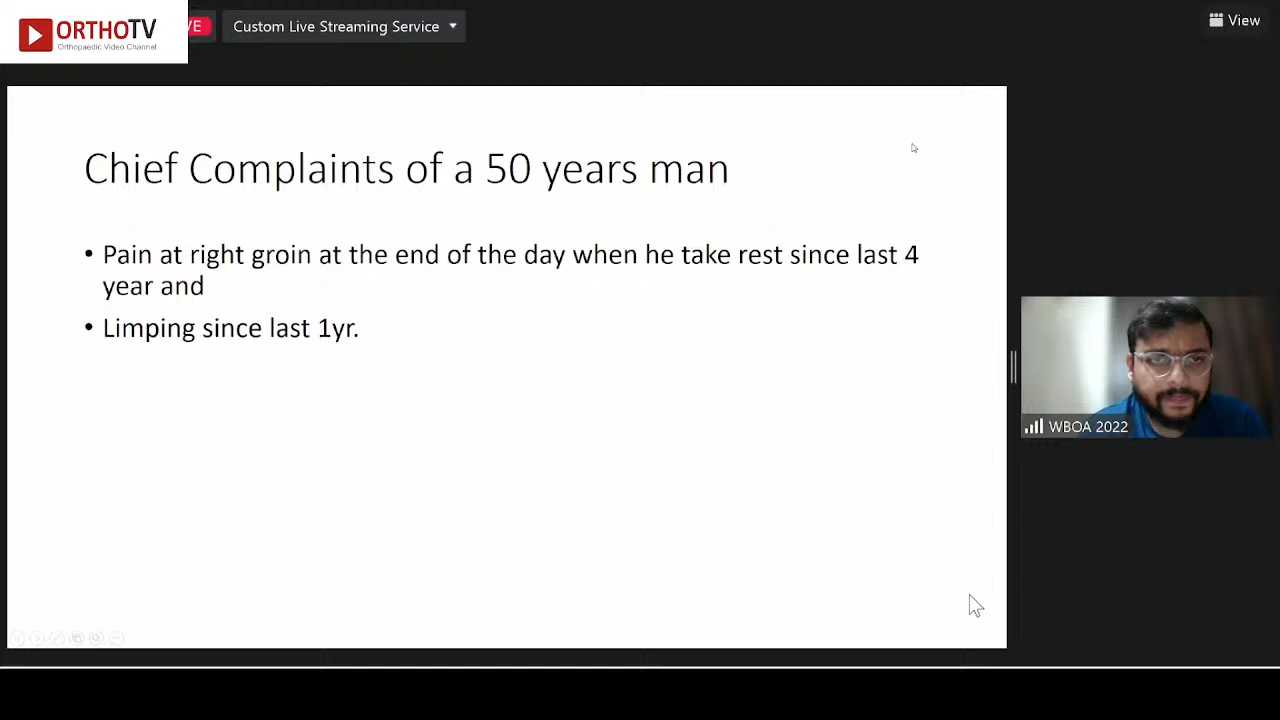 ORTHOTV
Orthopaedic Video Channel
VE
Custom Live Streaming Service
View
Chief Complaints of a 50 years man
• Pain at right groin at the end of the day when he take rest since last 4
year and
• Limping since last 1yr.
WBOA 2022